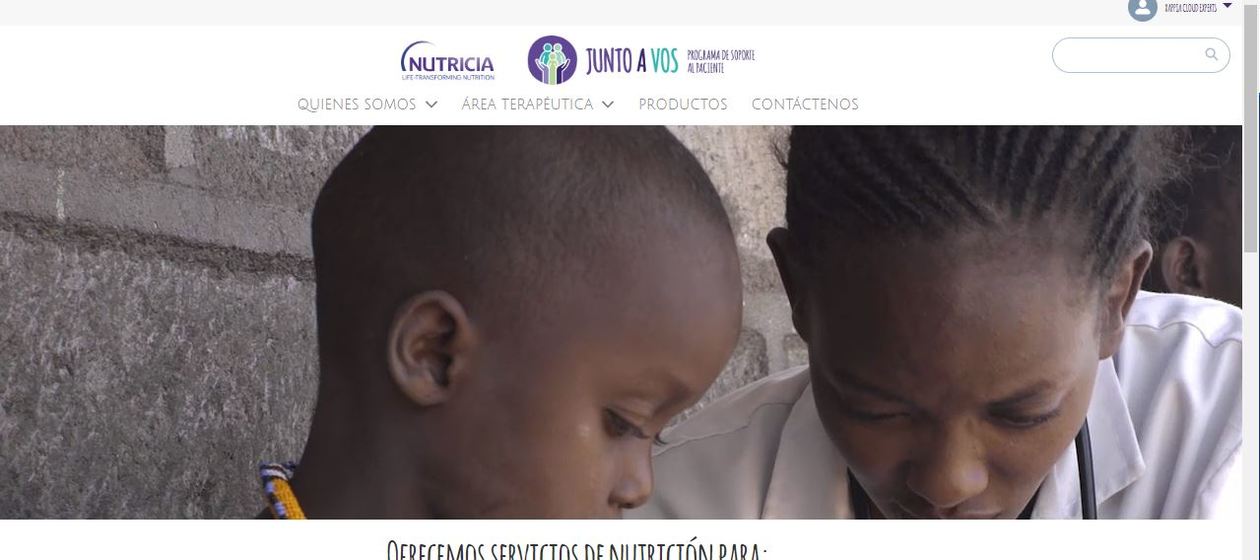 KAPPSA CLOUD EXPERTS
NUTRICIA
LIFE-TRANSFORMING NUTRITION
JUNTO A VOS
PROGRAMA DE SOPORTE
AL PACIENTE
QUIENES SOMOS
ÁREA TERAPÉUTICA
PRODUCTOS
CONTÁCTENOS
OFRECEMOS SERVICIOS DE NUTRICIÓN PARA: